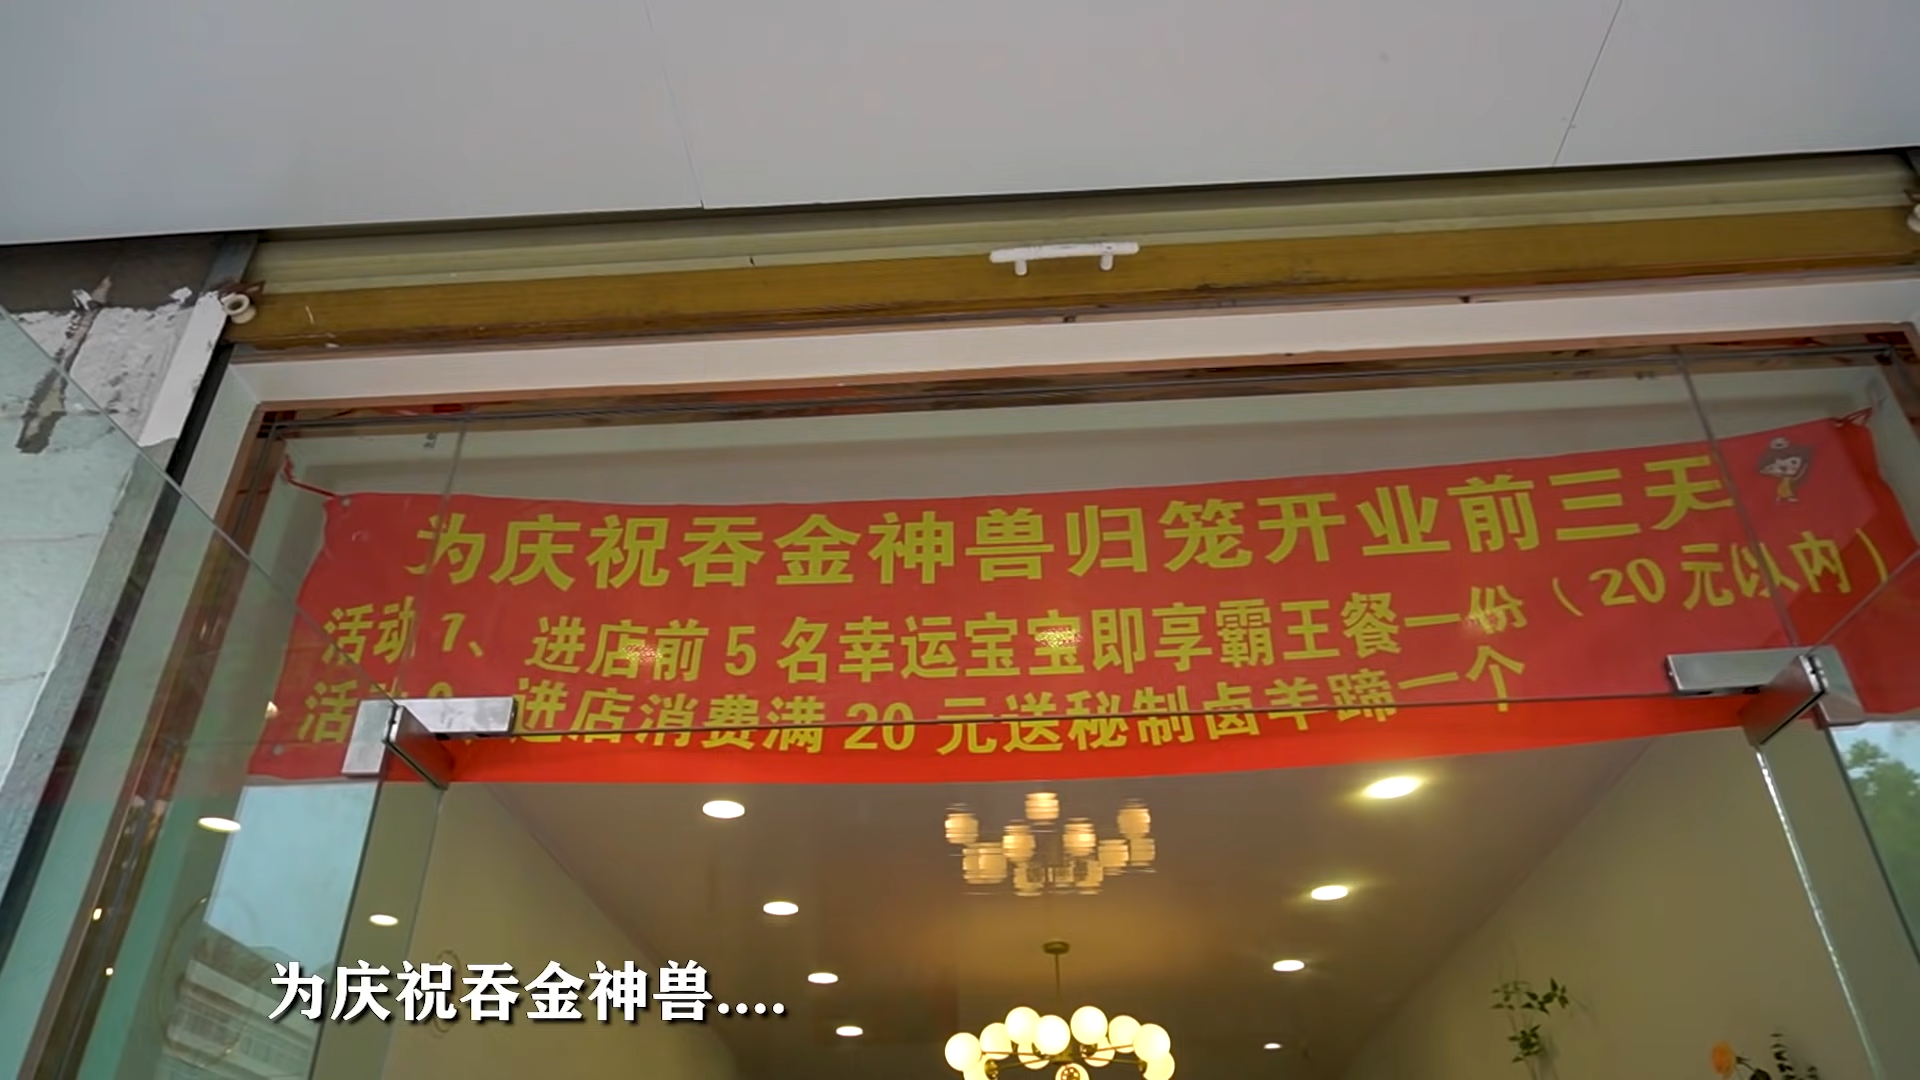 为庆祝吞金神兽归笼开业前三天
活动1、进店前5名幸运宝宝即享霸王餐一份（20元以内）
活动2、进店消费满20元送秘制卤羊蹄一个
为庆祝吞金神兽....